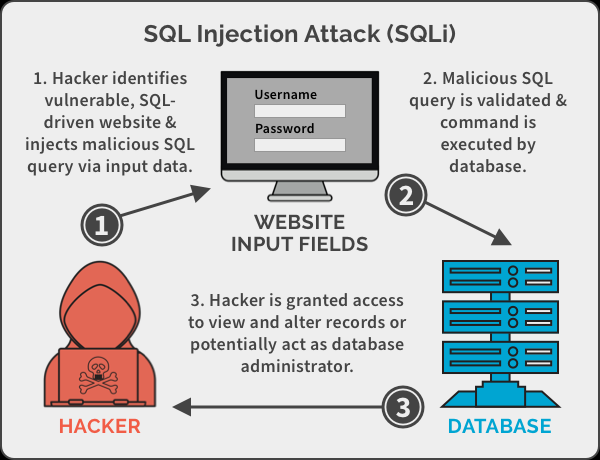 SQL Injection Attack (SQLi)
1. Hacker identifies
vulnerable, SQL-
driven website &
injects malicious SQL
query via input data.
Username
Password
2. Malicious SQL
query is validated &
command is
executed by
database.
1
2
WEBSITE
INPUT FIELDS
3. Hacker is granted access
to view and alter records or
potentially act as database
administrator.
3
HACKER
DATABASE